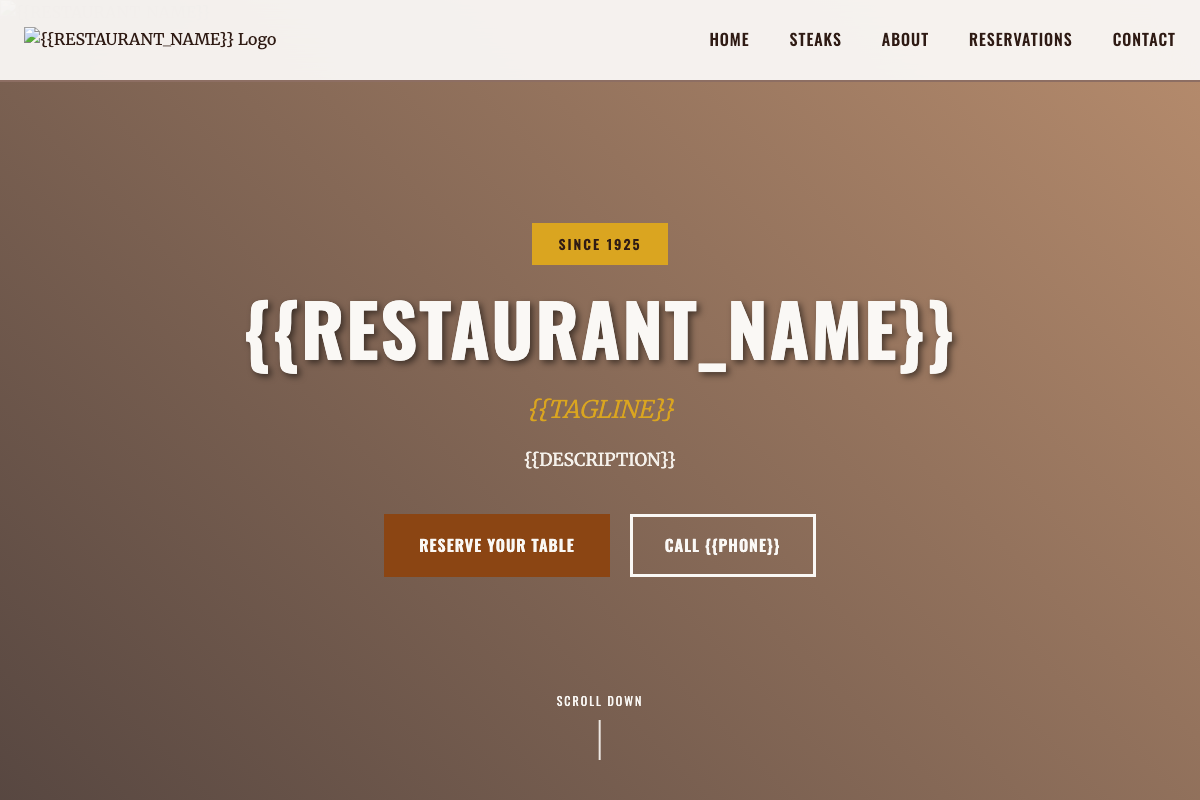 {{RESTAURANT_NAME}} Logo
HOME STEAKS ABOUT RESERVATIONS CONTACT
SINCE 1925
{{RESTAURANT_NAME}}
{{TAGLINE}}
{{DESCRIPTION}}
RESERVE YOUR TABLE
CALL {{PHONE}}
SCROLL DOWN